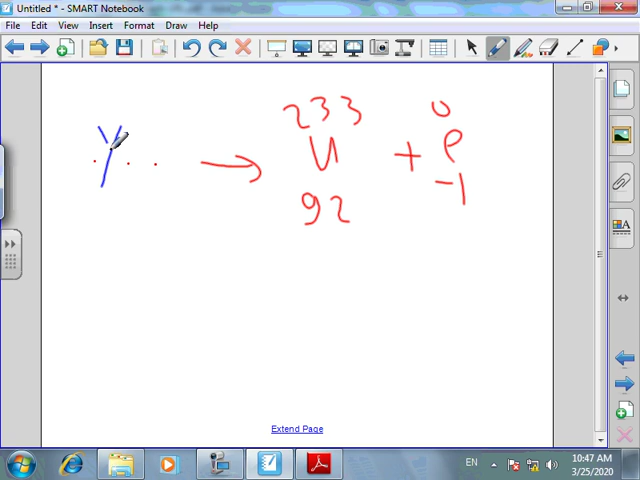 Untitled * - SMART Notebook
File Edit View Insert Format Draw Help
233 0
Y . . . → U + e
92 -1
Extend Page
EN
10:47 AM
3/25/2020